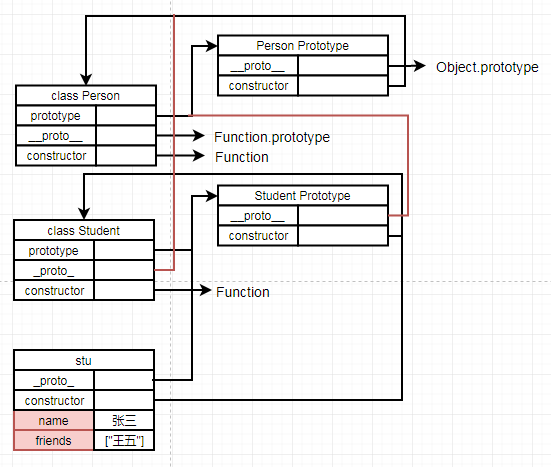 Person Prototype
__proto__
Object.prototype
constructor
class Person
prototype
__proto__
Function.prototype
constructor
Function
Student Prototype
__proto__
constructor
class Student
prototype
_proto_
constructor
Function
stu
_proto_
constructor
name 张三
friends ["王五"]